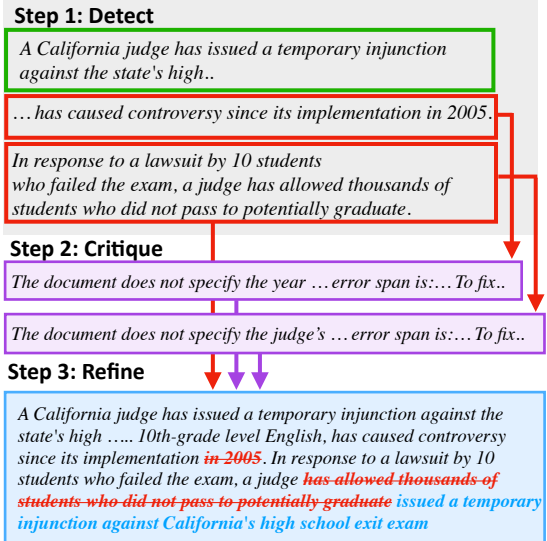 Step 1: Detect
A California judge has issued a temporary injunction
against the state's high..
… has caused controversy since its implementation in 2005.
In response to a lawsuit by 10 students
who failed the exam, a judge has allowed thousands of
students who did not pass to potentially graduate.
Step 2: Critique
The document does not specify the year … error span is:… To fix..
The document does not specify the judge's … error span is:… To fix..
Step 3: Refine
A California judge has issued a temporary injunction against the
state's high ….. 10th-grade level English, has caused controversy
since its implementation in 2005. In response to a lawsuit by 10
students who failed the exam, a judge has allowed thousands of
students who did not pass to potentially graduate issued a temporary
injunction against California's high school exit exam